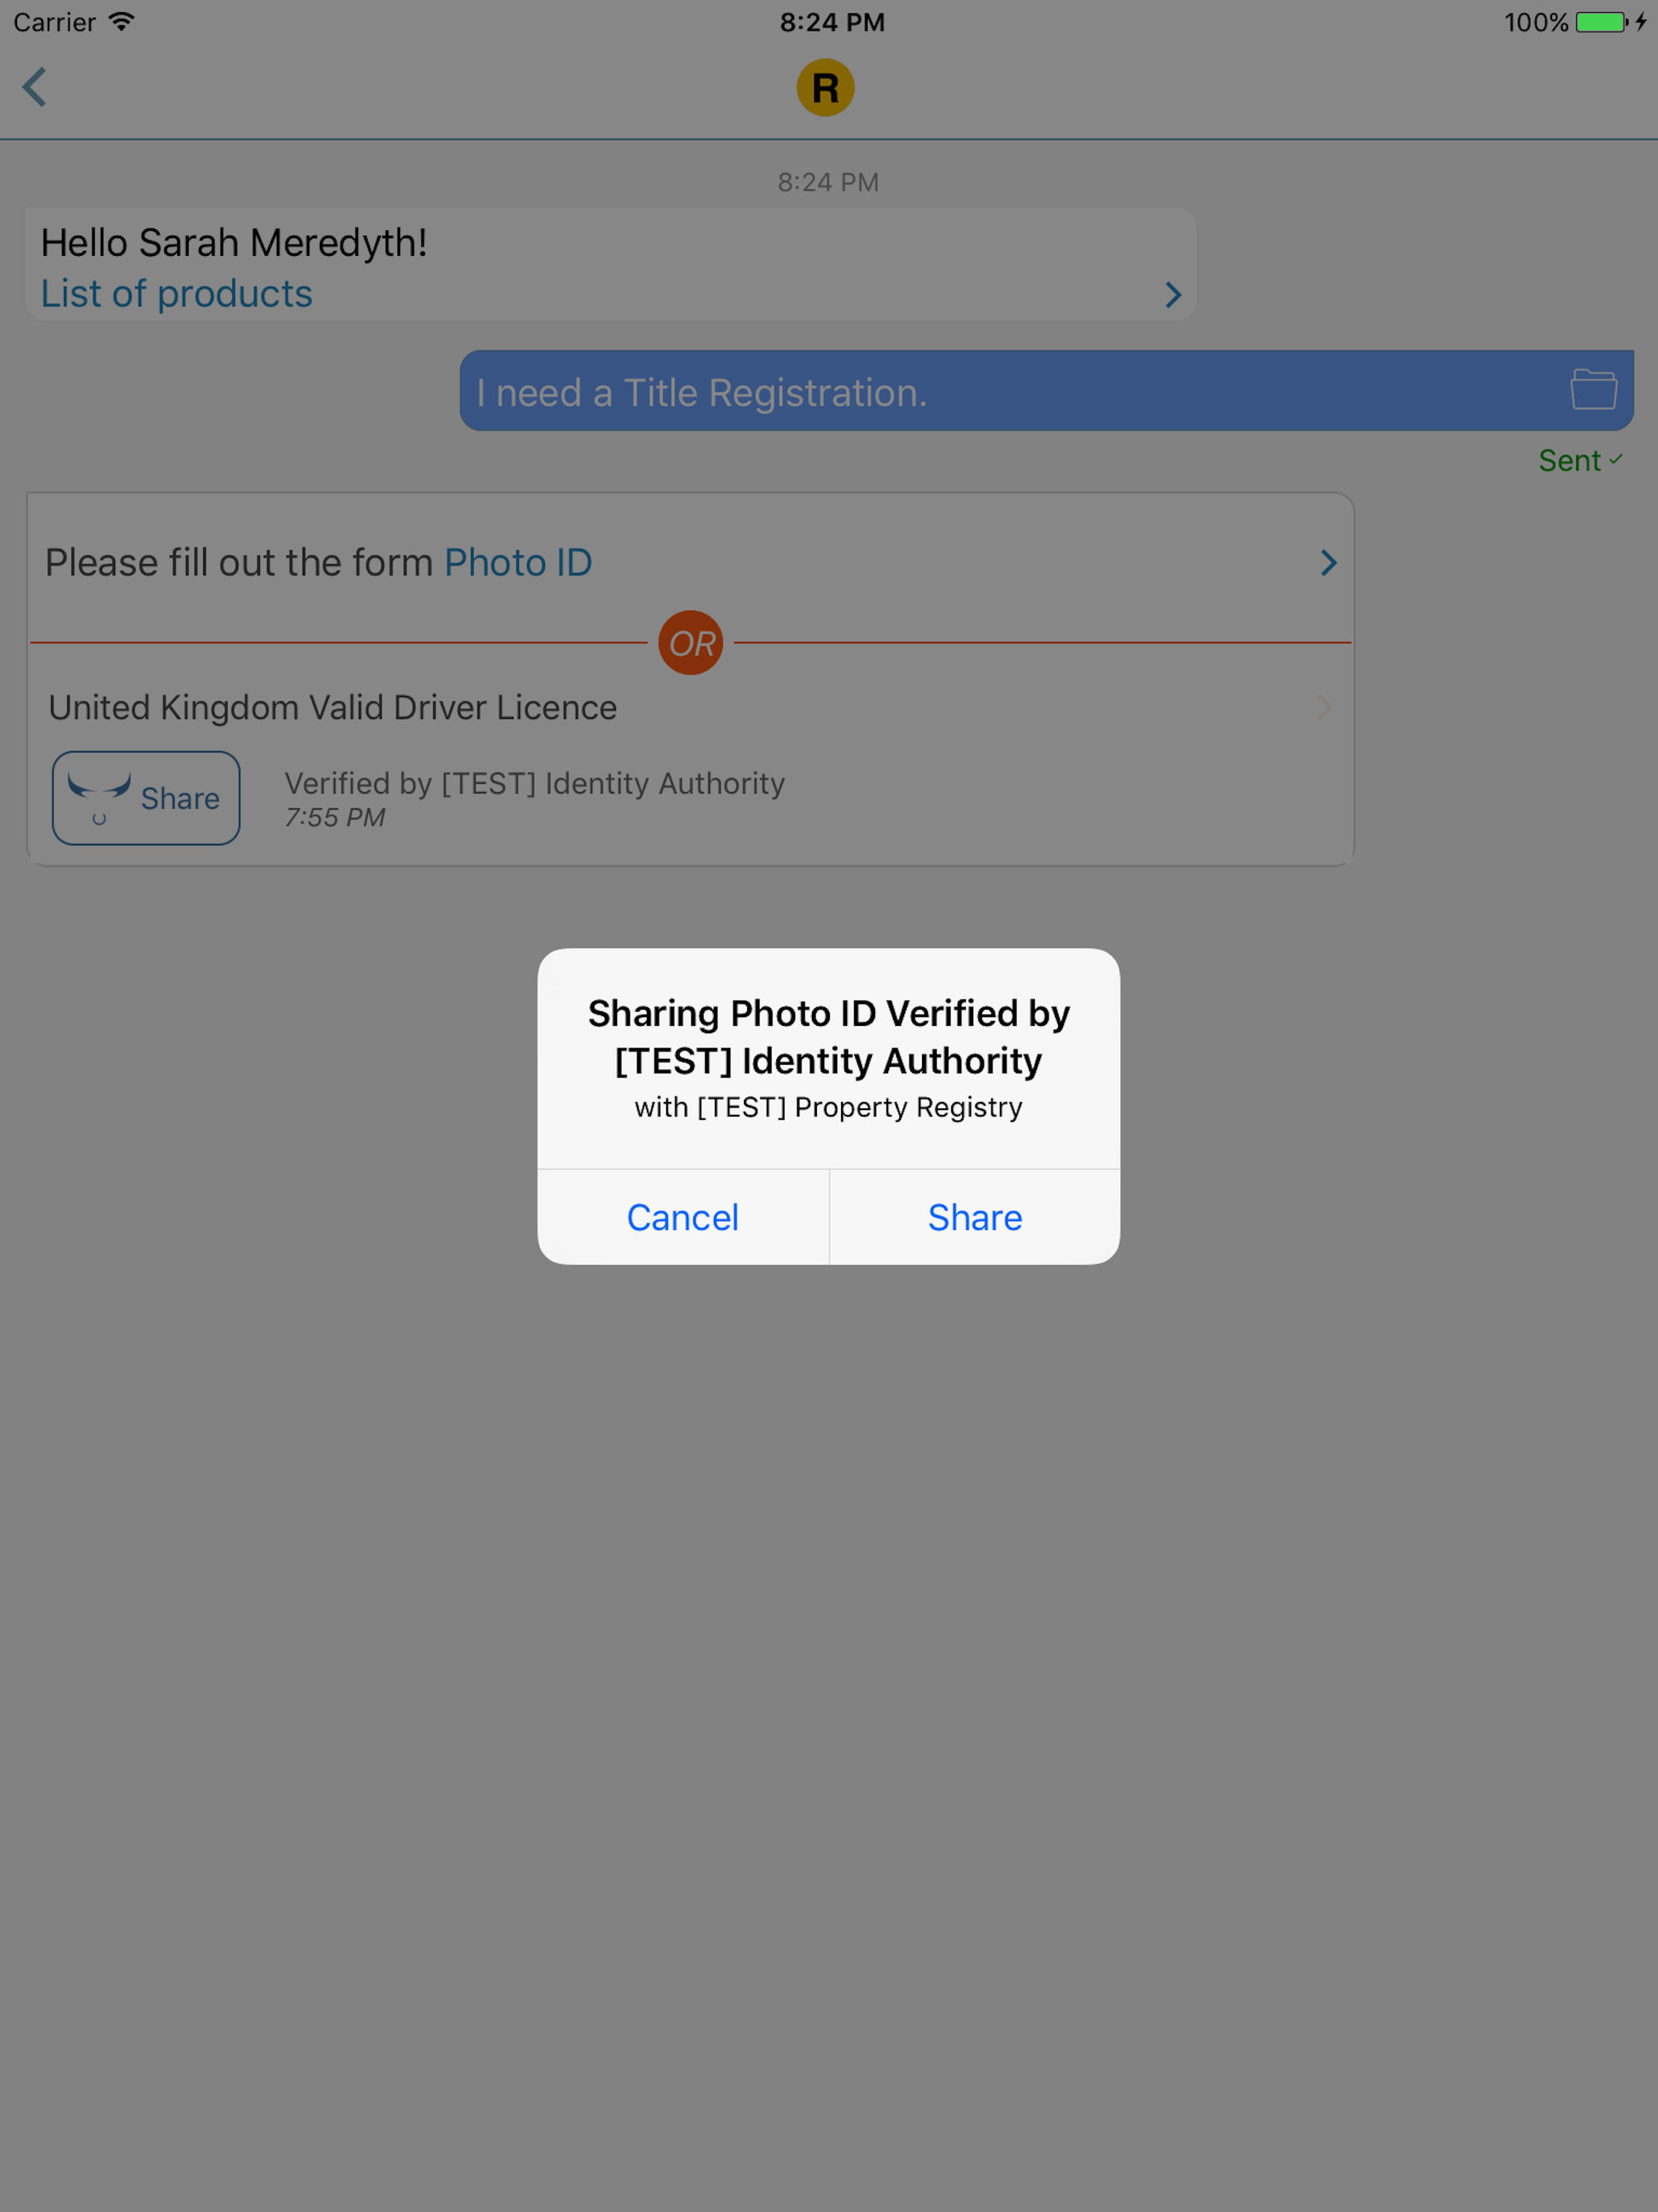 Carrier 8:24 PM 100%
R
8:24 PM
Hello Sarah Meredyth!
List of products
I need a Title Registration.
Sent
Please fill out the form Photo ID
OR
United Kingdom Valid Driver Licence
Share
Verified by [TEST] Identity Authority
7:55 PM
Sharing Photo ID Verified by
[TEST] Identity Authority
with [TEST] Property Registry
Cancel Share